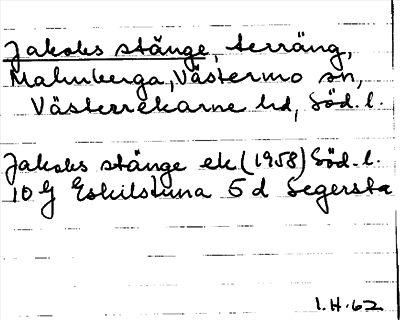 Jakobs stänge, terräng,
Malmberga, Västermo sn,
Västerrekarne hd, Söd. l.
Jakobs stänge ek (1958) Söd. l.
10 G Eskilstuna 5 d Segersta
I. H. 62